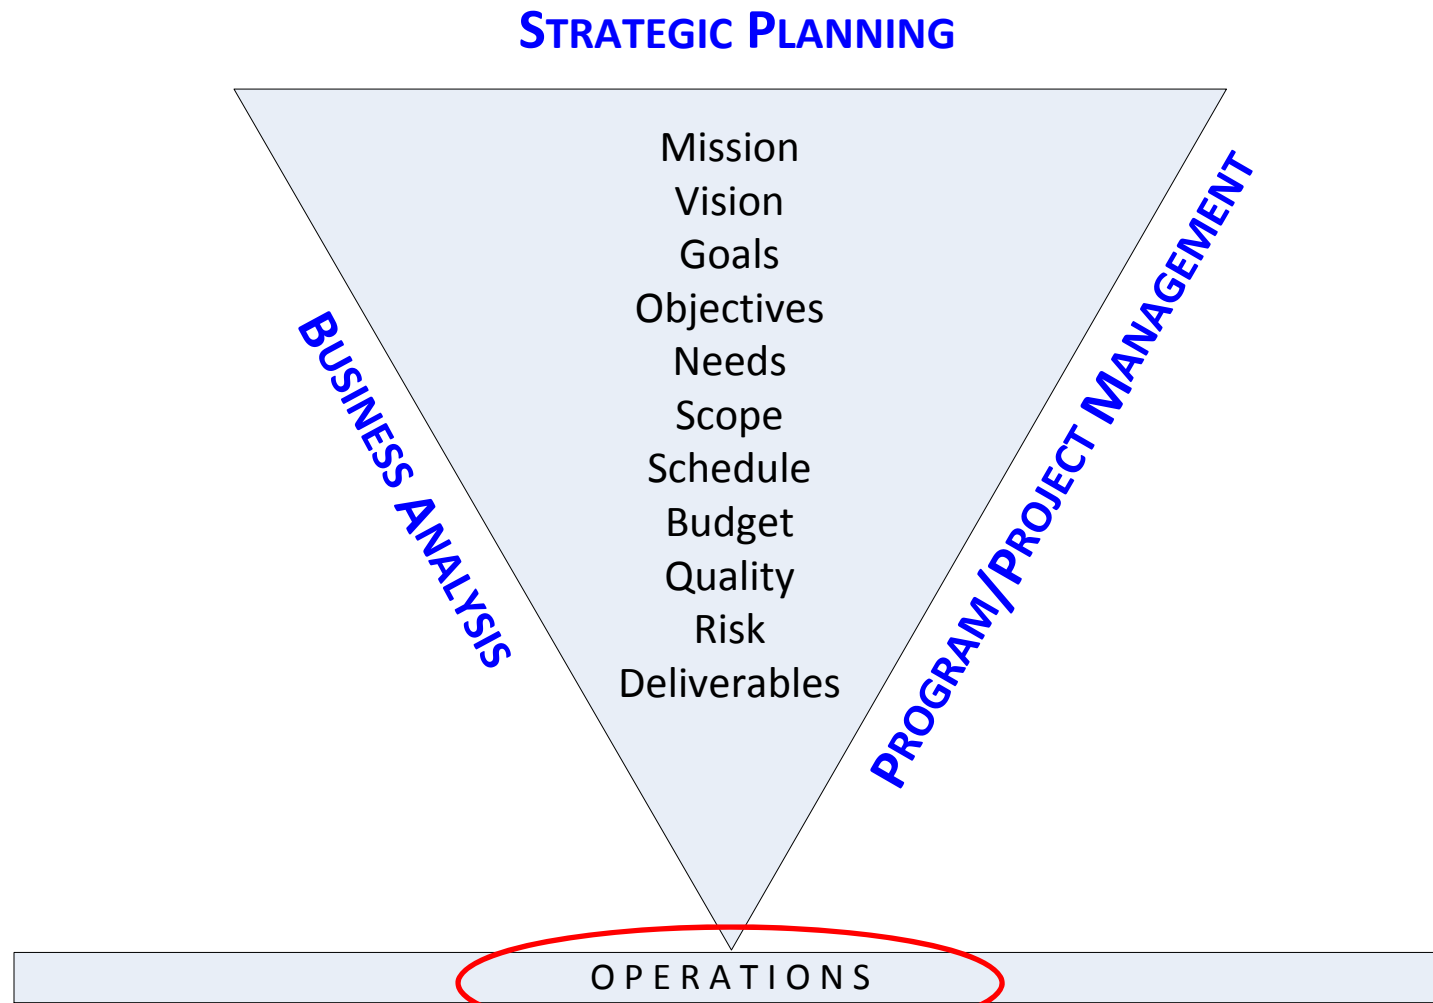 STRATEGIC PLANNING
Mission
Vision
Goals
Objectives
Needs
Scope
Schedule
Budget
Quality
Risk
Deliverables
BUSINESS ANALYSIS
PROGRAM/PROJECT MANAGEMENT
OPERATIONS